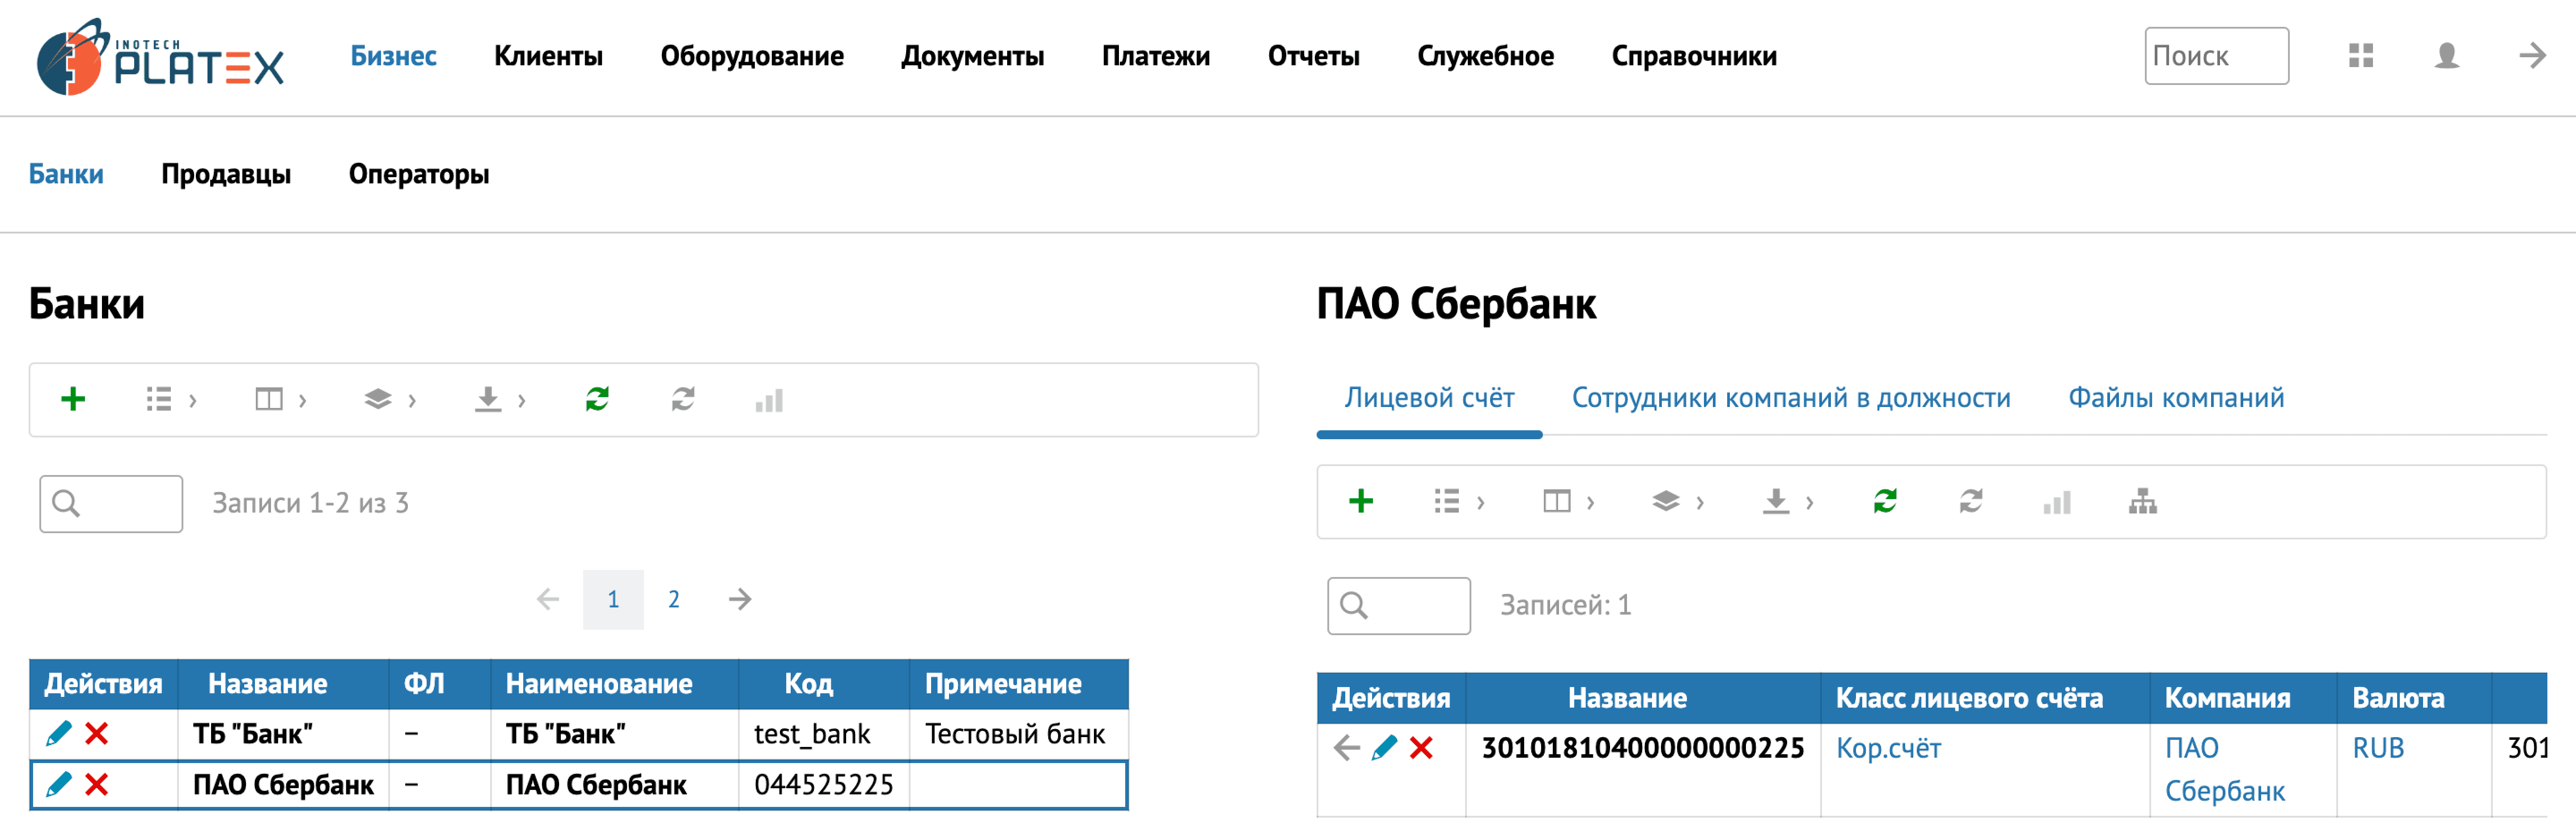 INOTECH
PLATEX
Бизнес Клиенты Оборудование Документы Платежи Отчеты Служебное Справочники Поиск
Банки Продавцы Операторы
Банки
Записи 1-2 из 3
1 2
Действия Название ФЛ Наименование Код Примечание
ТБ "Банк" – ТБ "Банк" test_bank Тестовый банк
ПАО Сбербанк – ПАО Сбербанк 044525225
ПАО Сбербанк
Лицевой счёт Сотрудники компаний в должности Файлы компаний
Записей: 1
Действия Название Класс лицевого счёта Компания Валюта
30101810400000000225 Кор.счёт ПАО RUB 301
Сбербанк